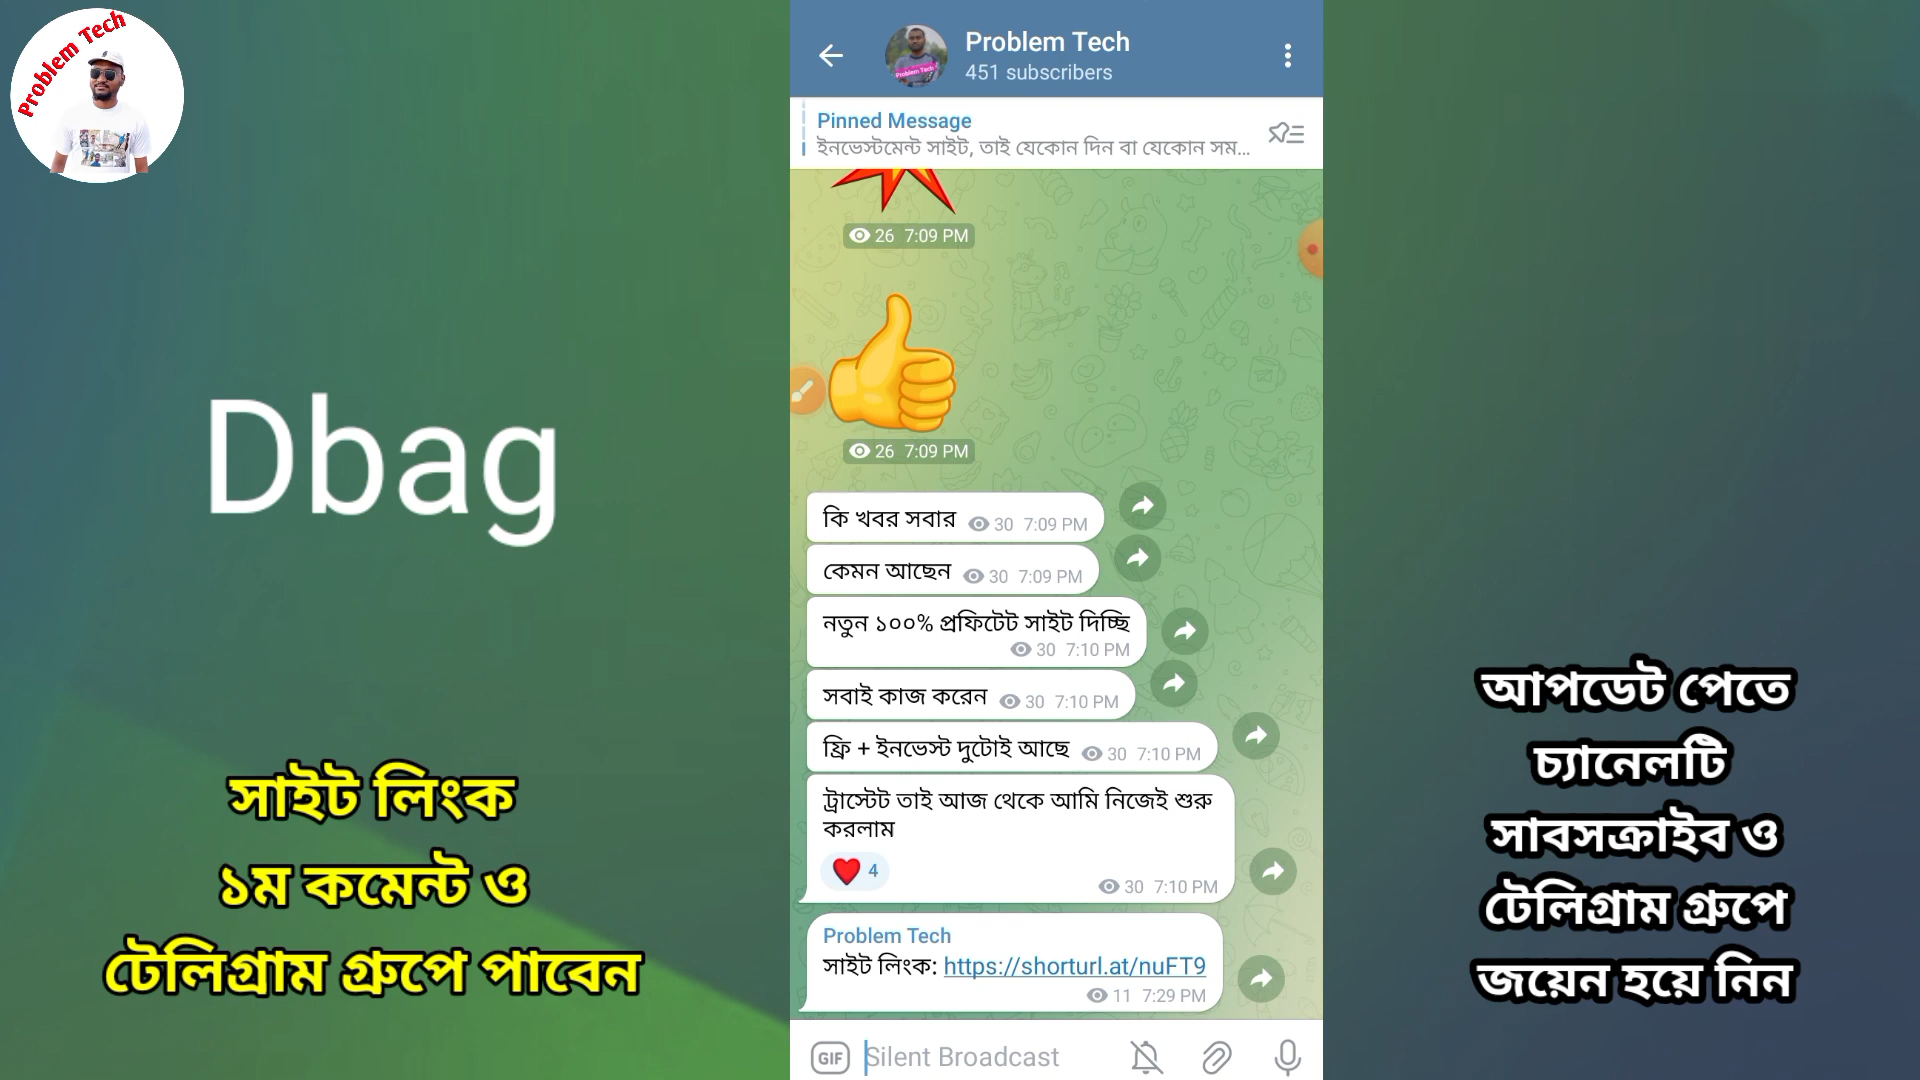 Problem Tech
Problem Tech
451 subscribers
Pinned Message
ইনভেস্টমেন্ট সাইট, তাই যেকোন দিন বা যেকোন সম...
26 7:09 PM
26 7:09 PM
কি খবর সবার 30 7:09 PM
কেমন আছেন 30 7:09 PM
নতুন ১০০% প্রফিটেট সাইট দিচ্ছি
30 7:10 PM
সবাই কাজ করেন 30 7:10 PM
ফ্রি + ইনভেস্ট দুটোই আছে 30 7:10 PM
ট্রাস্টেট তাই আজ থেকে আমি নিজেই শুরু
করলাম
4
30 7:10 PM
Problem Tech
সাইট লিংক: https://shorturl.at/nuFT9
11 7:29 PM
GIF Silent Broadcast
Dbag
সাইট লিংক
১ম কমেন্ট ও
টেলিগ্রাম গ্রুপে পাবেন
আপডেট পেতে
চ্যানেলটি
সাবসক্রাইব ও
টেলিগ্রাম গ্রুপে
জয়েন হয়ে নিন